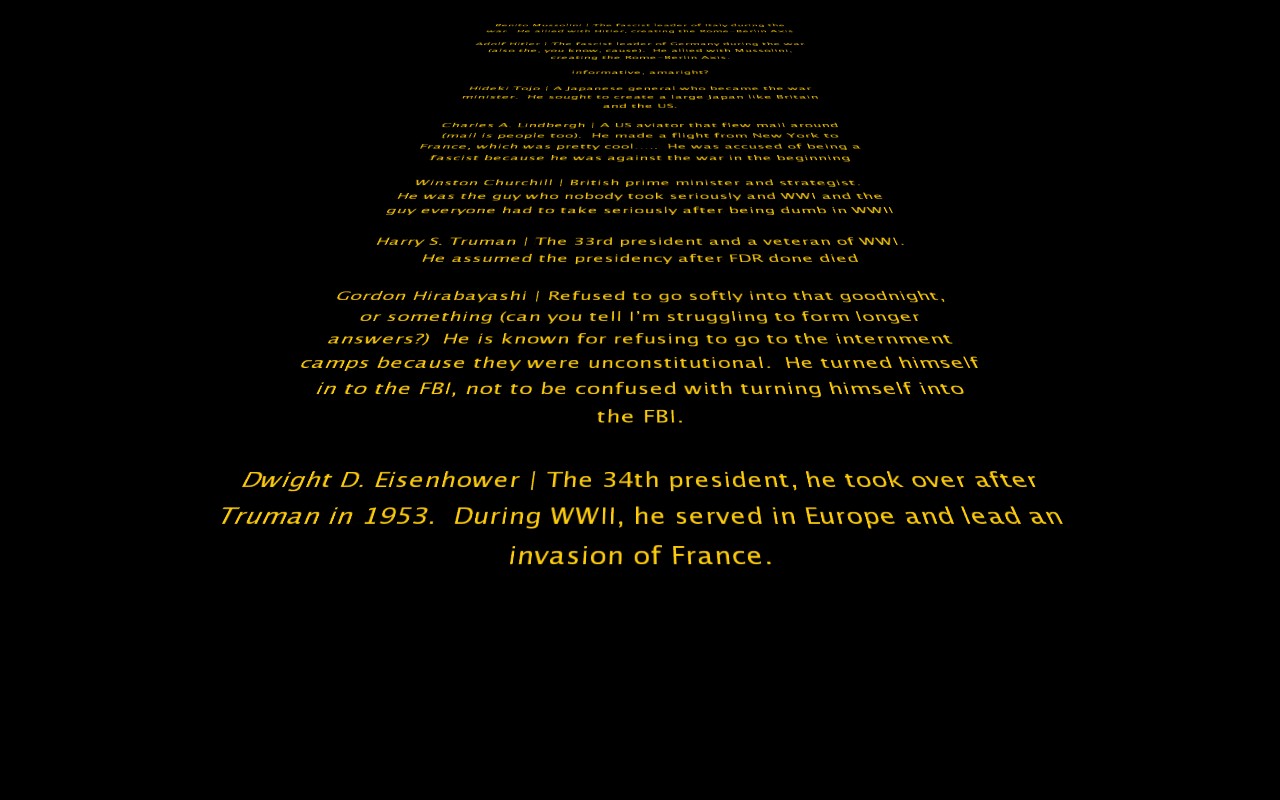 Benito Mussolini | The fascist leader of Italy during the
war.  He allied with Hitler, creating the Rome-Berlin Axis.
Adolf Hitler | The fascist leader of Germany during the war
(also the, you know, cause).  He allied with Mussolini,
creating the Rome-Berlin Axis.
informative, amaright?
Hideki Tojo | A Japanese general who became the war
minister.  He sought to create a large Japan like Britain
and the US.
Charles A. Lindbergh | A US aviator that flew mail around
(mail is people too).  He made a flight from New York to
France, which was pretty cool.....  He was accused of being a
fascist because he was against the war in the beginning
Winston Churchill | British prime minister and strategist.
He was the guy who nobody took seriously and WWI and the
guy everyone had to take seriously after being dumb in WWII
Harry S. Truman | The 33rd president and a veteran of WWI.
He assumed the presidency after FDR done died
Gordon Hirabayashi | Refused to go softly into that goodnight,
or something (can you tell I'm struggling to form longer
answers?)  He is known for refusing to go to the internment
camps because they were unconstitutional.  He turned himself
in to the FBI, not to be confused with turning himself into
the FBI.
Dwight D. Eisenhower | The 34th president, he took over after
Truman in 1953.  During WWII, he served in Europe and lead an
invasion of France.